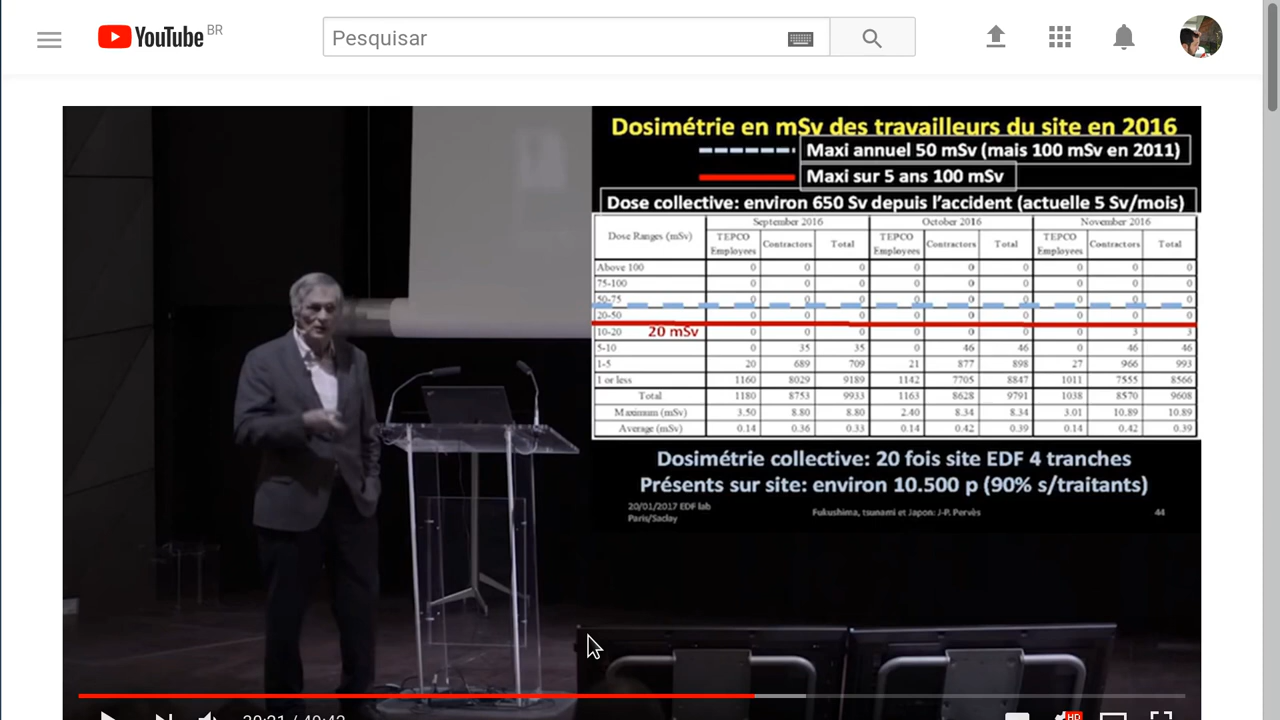 YouTube BR
Pesquisar
Dosimétrie en mSv des travailleurs du site en 2016
Maxi annuel 50 mSv (mais 100 mSv en 2011)
Maxi sur 5 ans 100 mSv
Dose collective: environ 650 Sv depuis l’accident (actuelle 5 Sv/mois)
Dose Ranges (mSv) September 2016 October 2016 November 2016
TEPCO Employees Contractors Total TEPCO Employees Contractors Total TEPCO Employees Contractors Total
Above 100 0 0 0 0 0 0 0 0 0
75-100 0 0 0 0 0 0 0 0 0
50-75 0 0 0 0 0 0 0 0 0
20-50 0 0 0 0 0 0 0 0 0
10-20 20 mSv 0 0 0 0 0 0 0 3 3
5-10 0 35 35 0 46 46 0 46 46
1-5 20 689 709 21 877 898 27 966 993
1 or less 1160 8029 9189 1142 7705 8847 1011 7555 8566
Total 1180 8753 9933 1163 8628 9791 1038 8570 9608
Maximum (mSv) 3.50 8.80 8.80 2.40 8.34 8.34 3.01 10.89 10.89
Average (mSv) 0.14 0.36 0.33 0.14 0.42 0.39 0.14 0.42 0.39
Dosimétrie collective: 20 fois site EDF 4 tranches
Présents sur site: environ 10.500 p (90% s/traitants)
20/01/2017 EDF lab
Paris/Saclay
Fukushima, tsunami et Japon: J-P. Pervès
44
HD